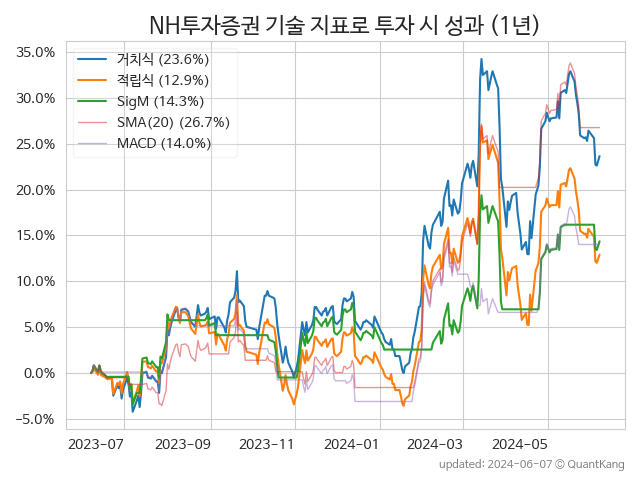 NH투자증권 기술 지표로 투자 시 성과 (1년)
35.0%
30.0%
25.0%
20.0%
15.0%
10.0%
5.0%
0.0%
−5.0%
거치식 (23.6%)
적립식 (12.9%)
SigM (14.3%)
SMA(20) (26.7%)
MACD (14.0%)
2023-07 2023-09 2023-11 2024-01 2024-03 2024-05
updated: 2024-06-07 ⓒ QuantKang